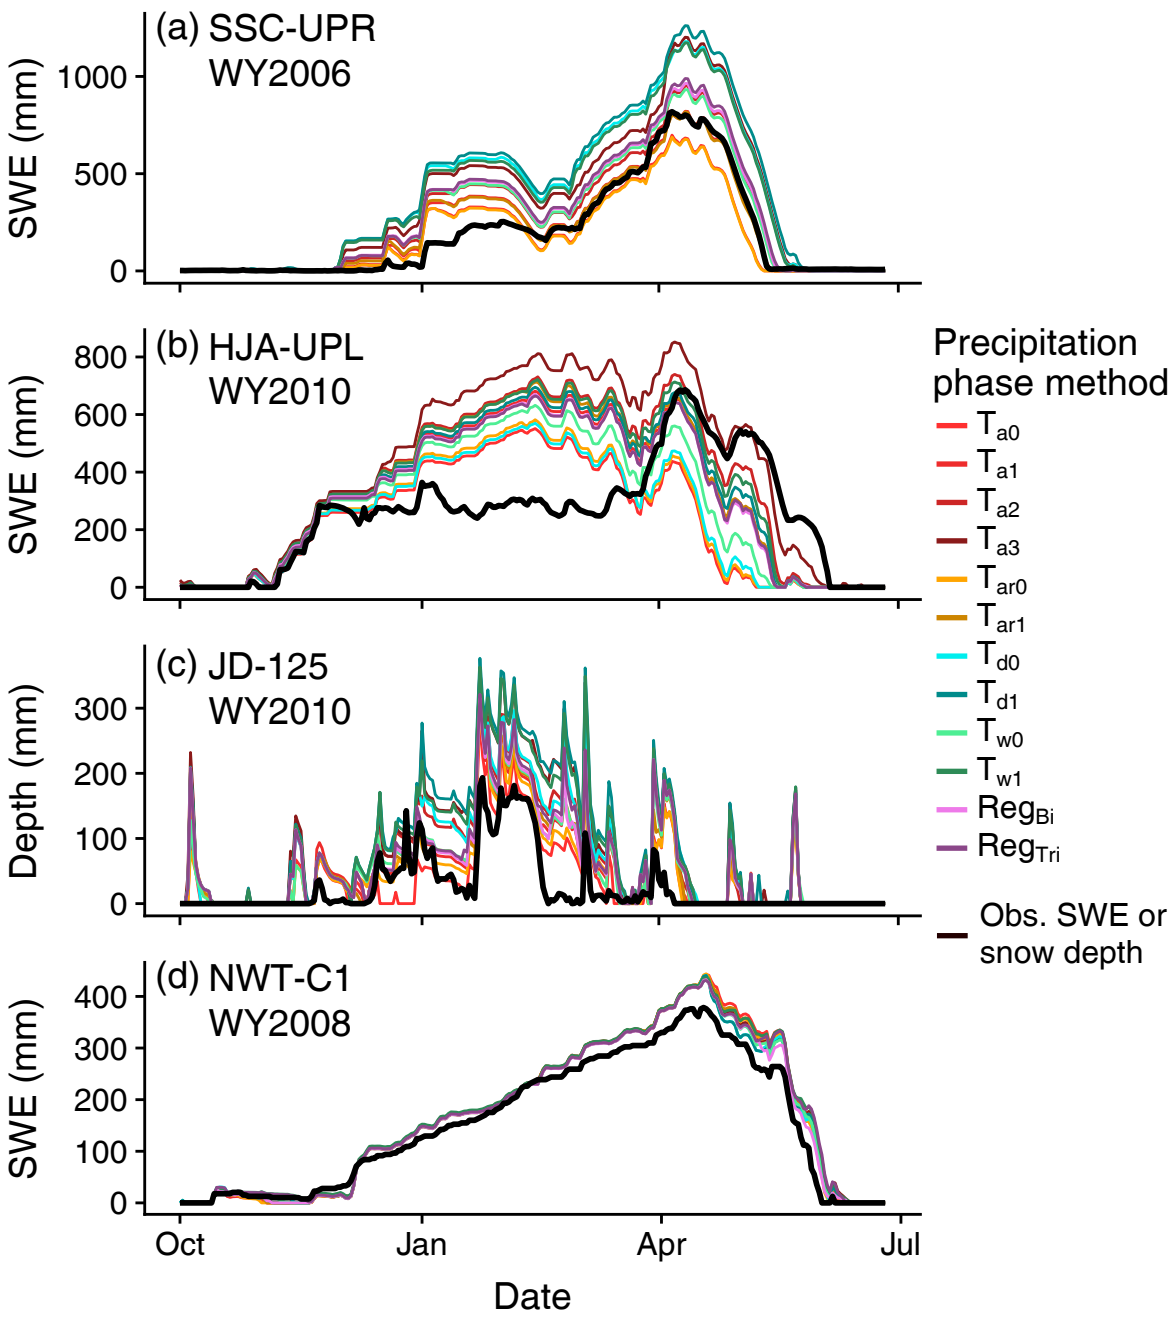 (a) SSC-UPR
WY2006
SWE (mm)
1000
500
0
(b) HJA-UPL
WY2010
SWE (mm)
800
600
400
200
0
(c) JD-125
WY2010
Depth (mm)
300
200
100
0
(d) NWT-C1
WY2008
SWE (mm)
400
300
200
100
0
Oct Jan Apr Jul
Date
Precipitation
phase method
Ta0
Ta1
Ta2
Ta3
Tar0
Tar1
Td0
Td1
Tw0
Tw1
RegBi
RegTri
Obs. SWE or
snow depth